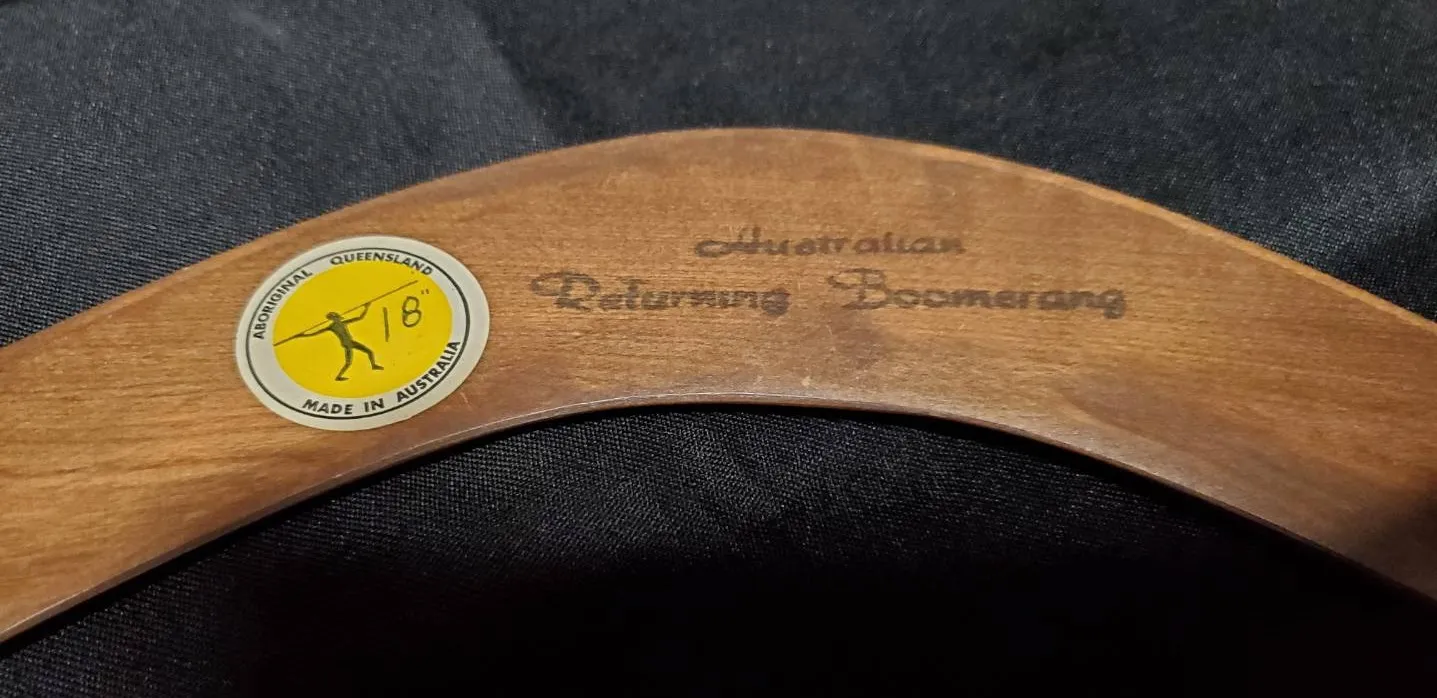 ABORIGINAL QUEENSLAND
18"
MADE IN AUSTRALIA
Australian
Returning Boomerang